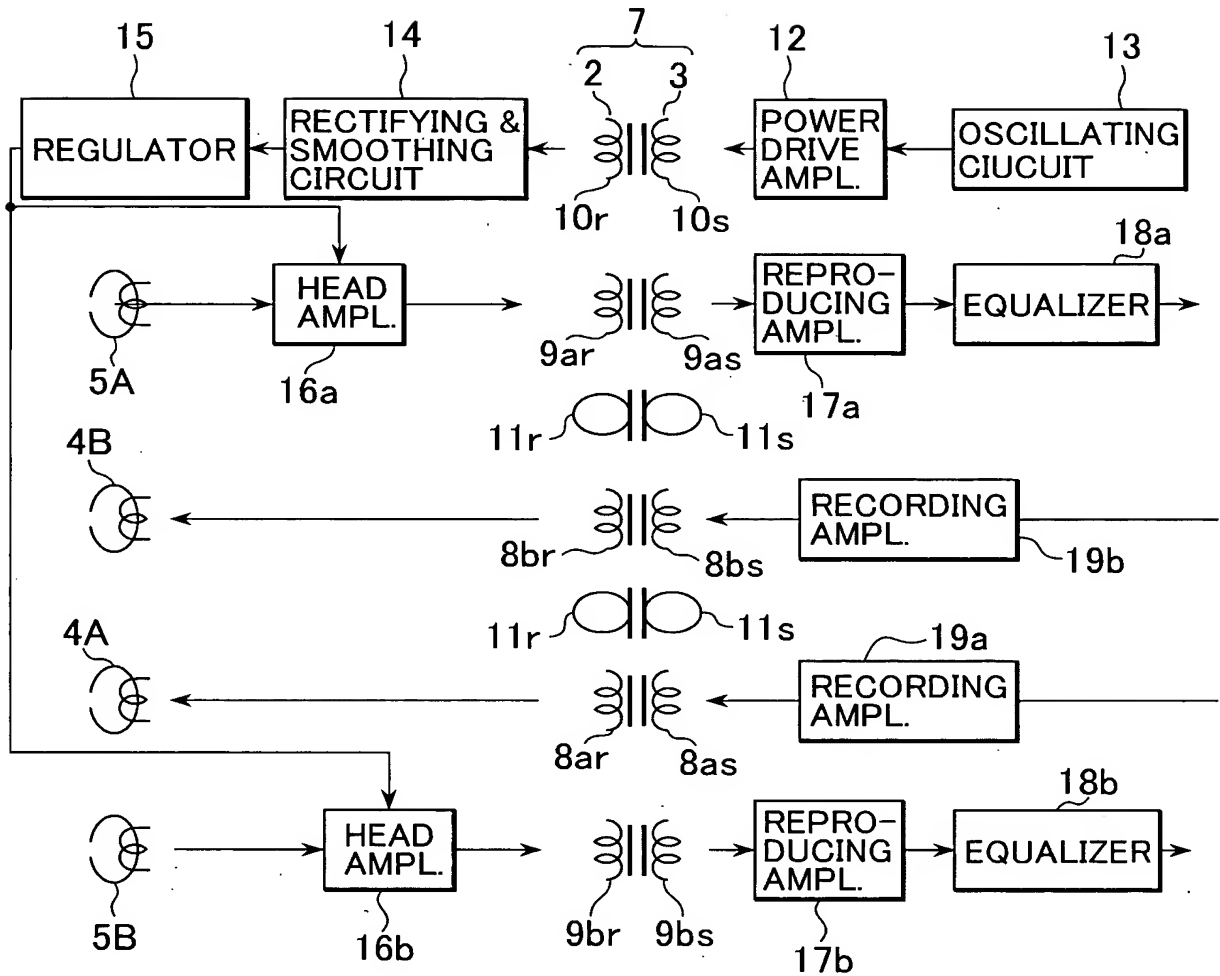 15
14
7
2
3
12
13
REGULATOR
RECTIFYING &
SMOOTHING
CIRCUIT
POWER
DRIVE
AMPL.
OSCILLATING
CIUCUIT
10r
10s
18a
HEAD
AMPL.
REPRO-
DUCING
AMPL.
EQUALIZER
5A
16a
9ar
9as
17a
11r
11s
4B
RECORDING
AMPL.
8br
8bs
19b
11r
11s
4A
19a
RECORDING
AMPL.
8ar
8as
18b
HEAD
AMPL.
REPRO-
DUCING
AMPL.
EQUALIZER
5B
16b
9br
9bs
17b